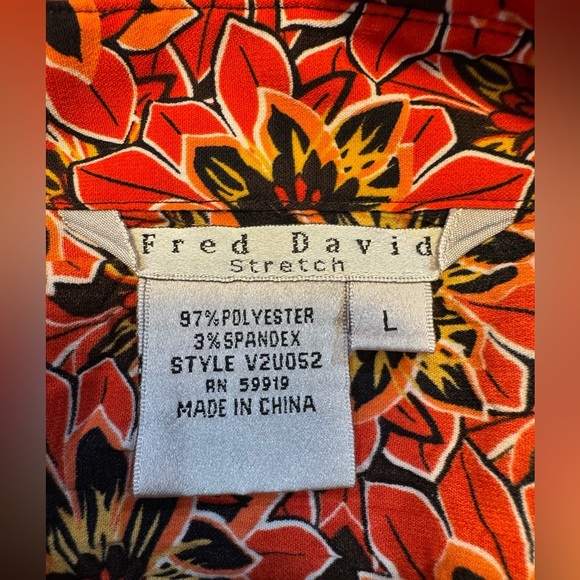 Fred David
Stretch
97%POLYESTER
3%SPANDEX
STYLE V2U052
RN 59919
MADE IN CHINA
L